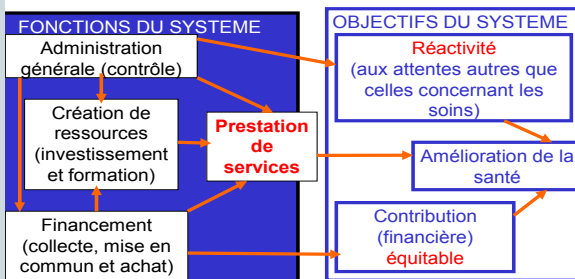 FONCTIONS DU SYSTEME
Administration
générale (contrôle)
Création de
ressources
(investissement
et formation)
Prestation
de
services
Financement
(collecte, mise en
commun et achat)
OBJECTIFS DU SYSTEME
Réactivité
(aux attentes autres que
celles concernant les
soins)
Amélioration de la
santé
Contribution
(financière)
équitable